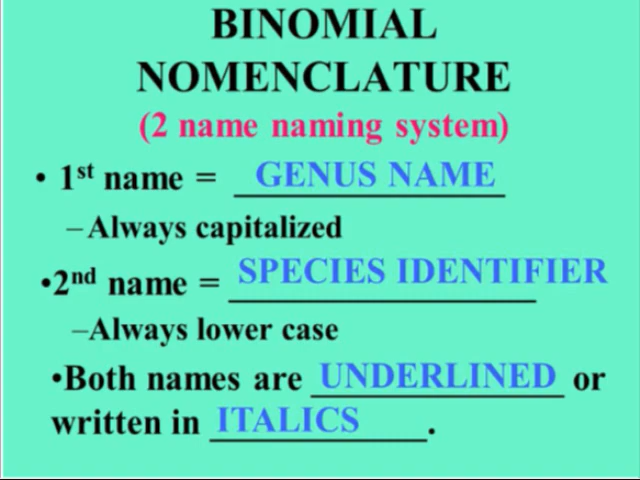 BINOMIAL
NOMENCLATURE
(2 name naming system)
• 1st name = GENUS NAME
–Always capitalized
•2nd name = SPECIES IDENTIFIER
–Always lower case
•Both names are UNDERLINED or
written in ITALICS.